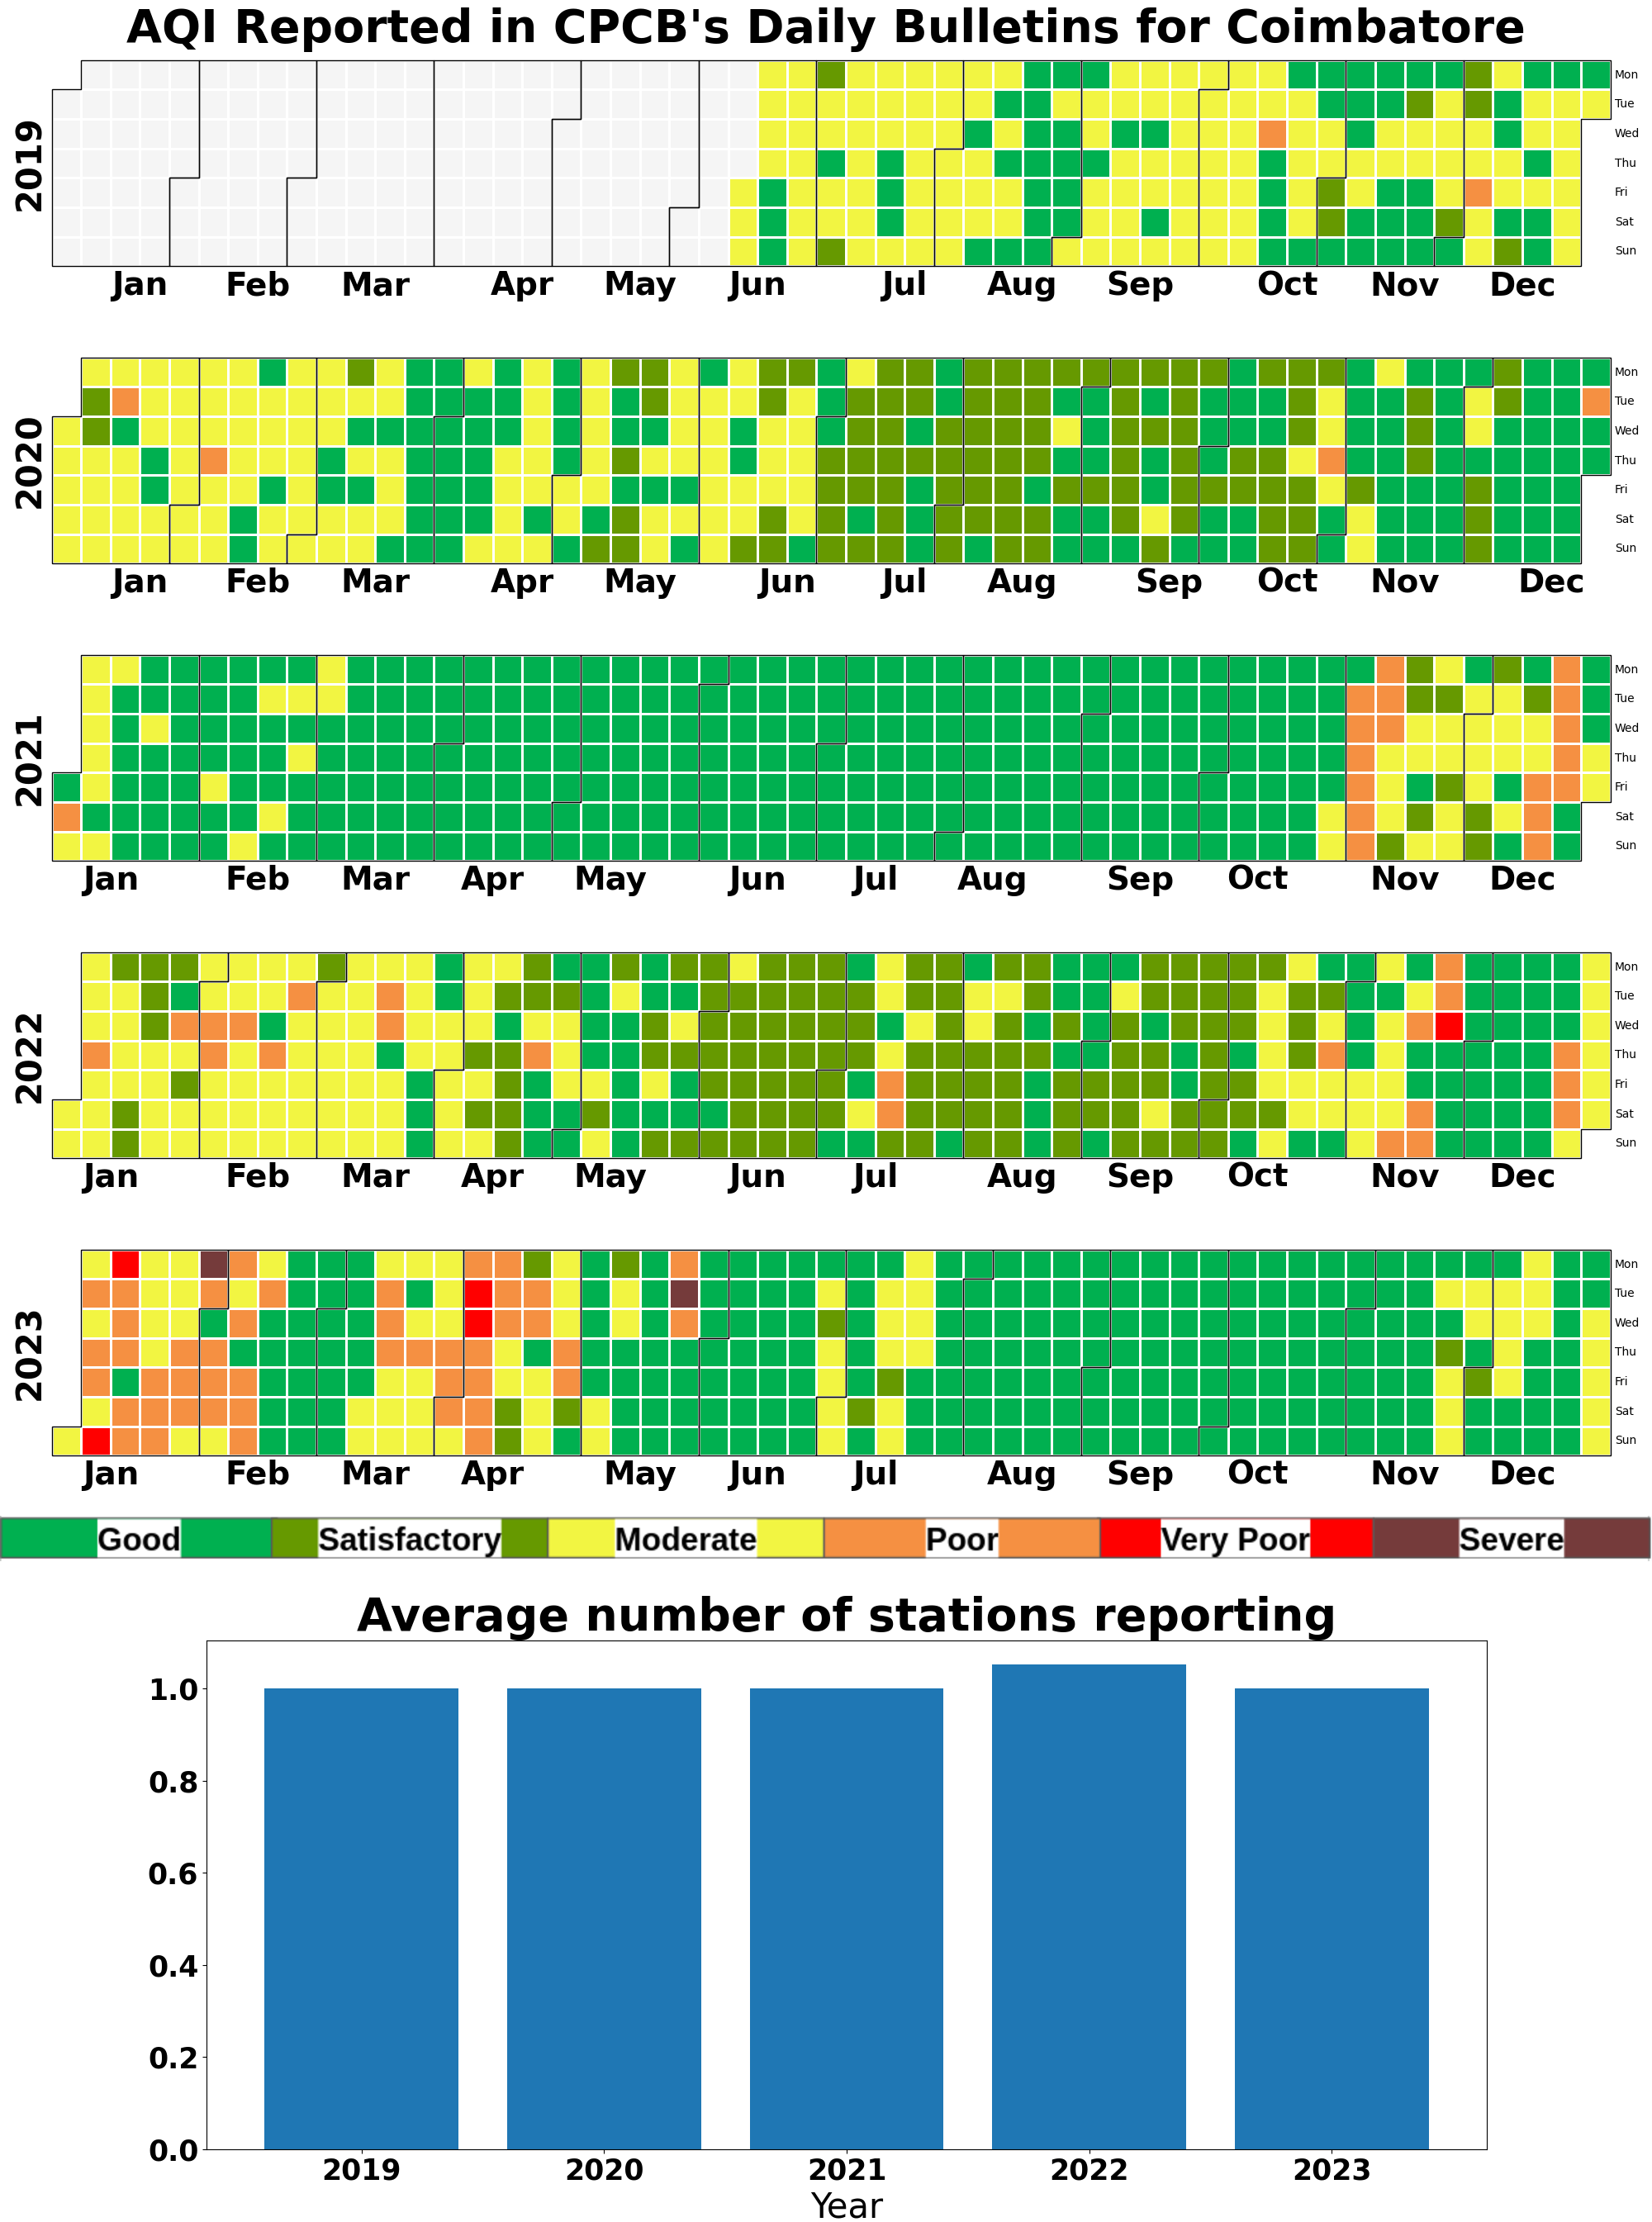 AQI Reported in CPCB's Daily Bulletins for Coimbatore
2019
Mon
Tue
Wed
Thu
Fri
Sat
Sun
Jan Feb Mar Apr May Jun Jul Aug Sep Oct Nov Dec
2020
Mon
Tue
Wed
Thu
Fri
Sat
Sun
Jan Feb Mar Apr May Jun Jul Aug Sep Oct Nov Dec
2021
Mon
Tue
Wed
Thu
Fri
Sat
Sun
Jan Feb Mar Apr May Jun Jul Aug Sep Oct Nov Dec
2022
Mon
Tue
Wed
Thu
Fri
Sat
Sun
Jan Feb Mar Apr May Jun Jul Aug Sep Oct Nov Dec
2023
Mon
Tue
Wed
Thu
Fri
Sat
Sun
Jan Feb Mar Apr May Jun Jul Aug Sep Oct Nov Dec
Good Satisfactory Moderate Poor Very Poor Severe
Average number of stations reporting
1.0
0.8
0.6
0.4
0.2
0.0
2019 2020 2021 2022 2023
Year